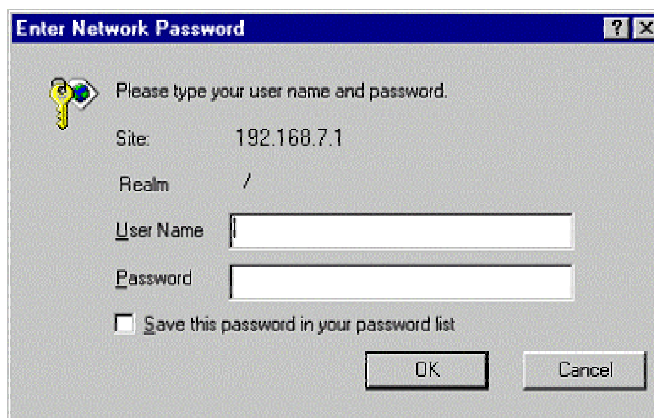 Enter Network Password
Please type your user name and password.
Site: 192.168.7.1
Realm /
User Name
Password
Save this password in your password list
OK Cancel